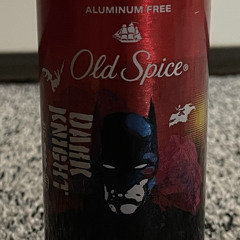 ALUMINUM FREE
Old Spice®
DARK
KNIGHT